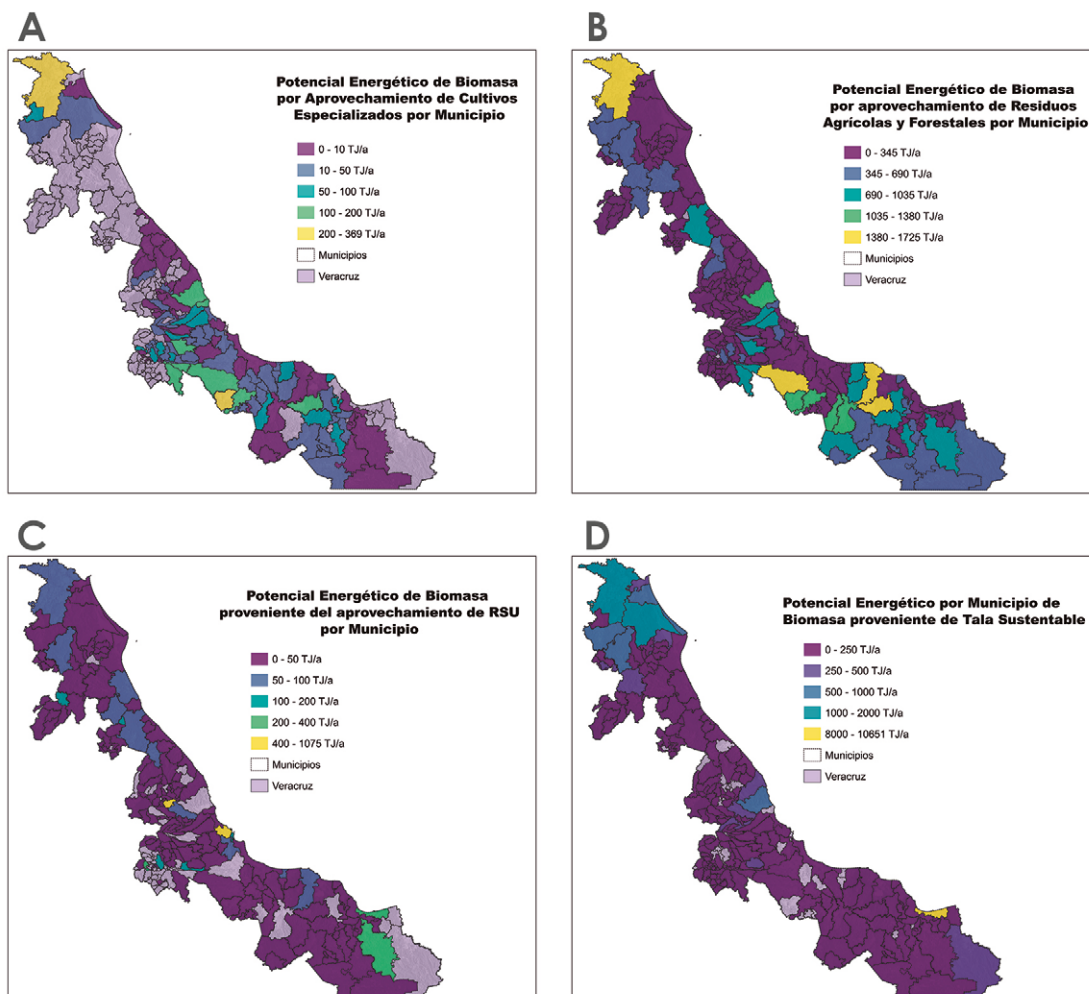 A
Potencial Energético de Biomasa
por Aprovechamiento de Cultivos
Especializados por Municipio
0 - 10 TJ/a
10 - 50 TJ/a
50 - 100 TJ/a
100 - 200 TJ/a
200 - 369 TJ/a
Municipios
Veracruz
B
Potencial Energético de Biomasa
por aprovechamiento de Residuos
Agrícolas y Forestales por Municipio
0 - 345 TJ/a
345 - 690 TJ/a
690 - 1035 TJ/a
1035 - 1380 TJ/a
1380 - 1725 TJ/a
Municipios
Veracruz
C
Potencial Energético de Biomasa
proveniente del aprovechamiento de RSU
por Municipio
0 - 50 TJ/a
50 - 100 TJ/a
100 - 200 TJ/a
200 - 400 TJ/a
400 - 1075 TJ/a
Municipios
Veracruz
D
Potencial Energético por Municipio de
Biomasa proveniente de Tala Sustentable
0 - 250 TJ/a
250 - 500 TJ/a
500 - 1000 TJ/a
1000 - 2000 TJ/a
8000 - 10651 TJ/a
Municipios
Veracruz